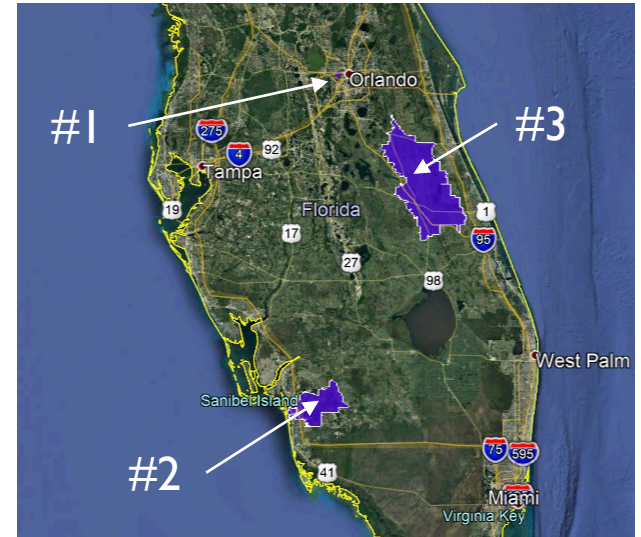 Orlando
#1
#3
275
4
92
Tampa
19
Florida
1
17
95
27
98
West Palm
Sanibel Island
75
595
#2
41
Miami
Virginia Key